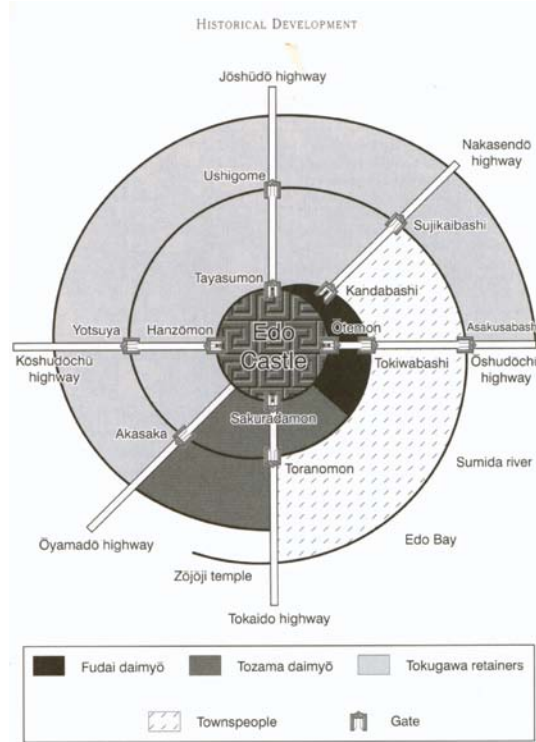 HISTORICAL DEVELOPMENT
Jōshūdō highway
Nakasendō
highway
Ushigome
Sujikaibashi
Tayasumon
Kandabashi
Edo
Castle
Ōtemon
Asakusabashi
Yotsuya
Hanzōmon
Tokiwabashi
Kōshudōchū
highway
Ōshudōchū
highway
Sakuradamon
Akasaka
Toranomon
Sumida river
Ōyamadō highway
Edo Bay
Zōjōji temple
Tokaido highway
Fudai daimyō
Tozama daimyō
Tokugawa retainers
Townspeople
Gate